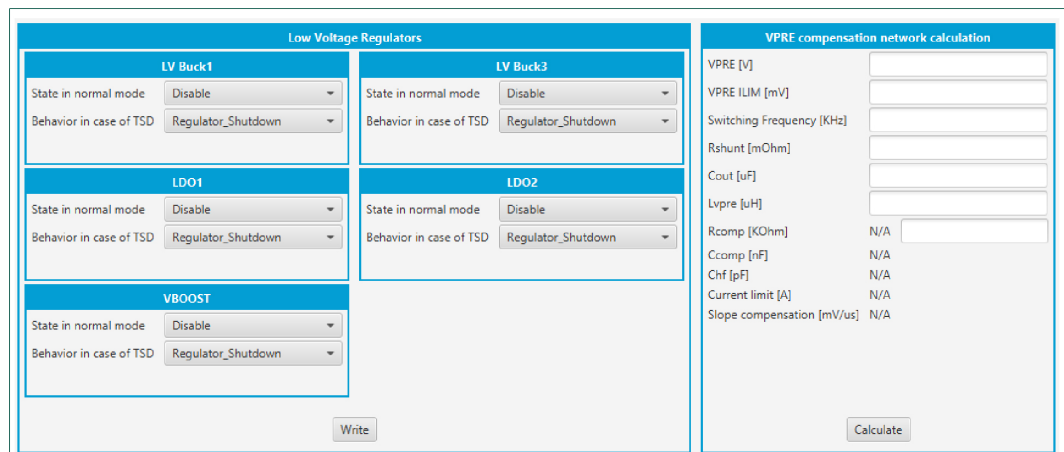 Low Voltage Regulators
LV Buck1
State in normal mode Disable
Behavior in case of TSD Regulator_Shutdown
LV Buck3
State in normal mode Disable
Behavior in case of TSD Regulator_Shutdown
LDO1
State in normal mode Disable
Behavior in case of TSD Regulator_Shutdown
LDO2
State in normal mode Disable
Behavior in case of TSD Regulator_Shutdown
VBOOST
State in normal mode Disable
Behavior in case of TSD Regulator_Shutdown
Write
VPRE compensation network calculation
VPRE [V]
VPRE ILIM [mV]
Switching Frequency [KHz]
Rshunt [mOhm]
Cout [uF]
Lvpre [uH]
Rcomp [KOhm] N/A
Ccomp [nF] N/A
Chf [pF] N/A
Current limit [A] N/A
Slope compensation [mV/us] N/A
Calculate